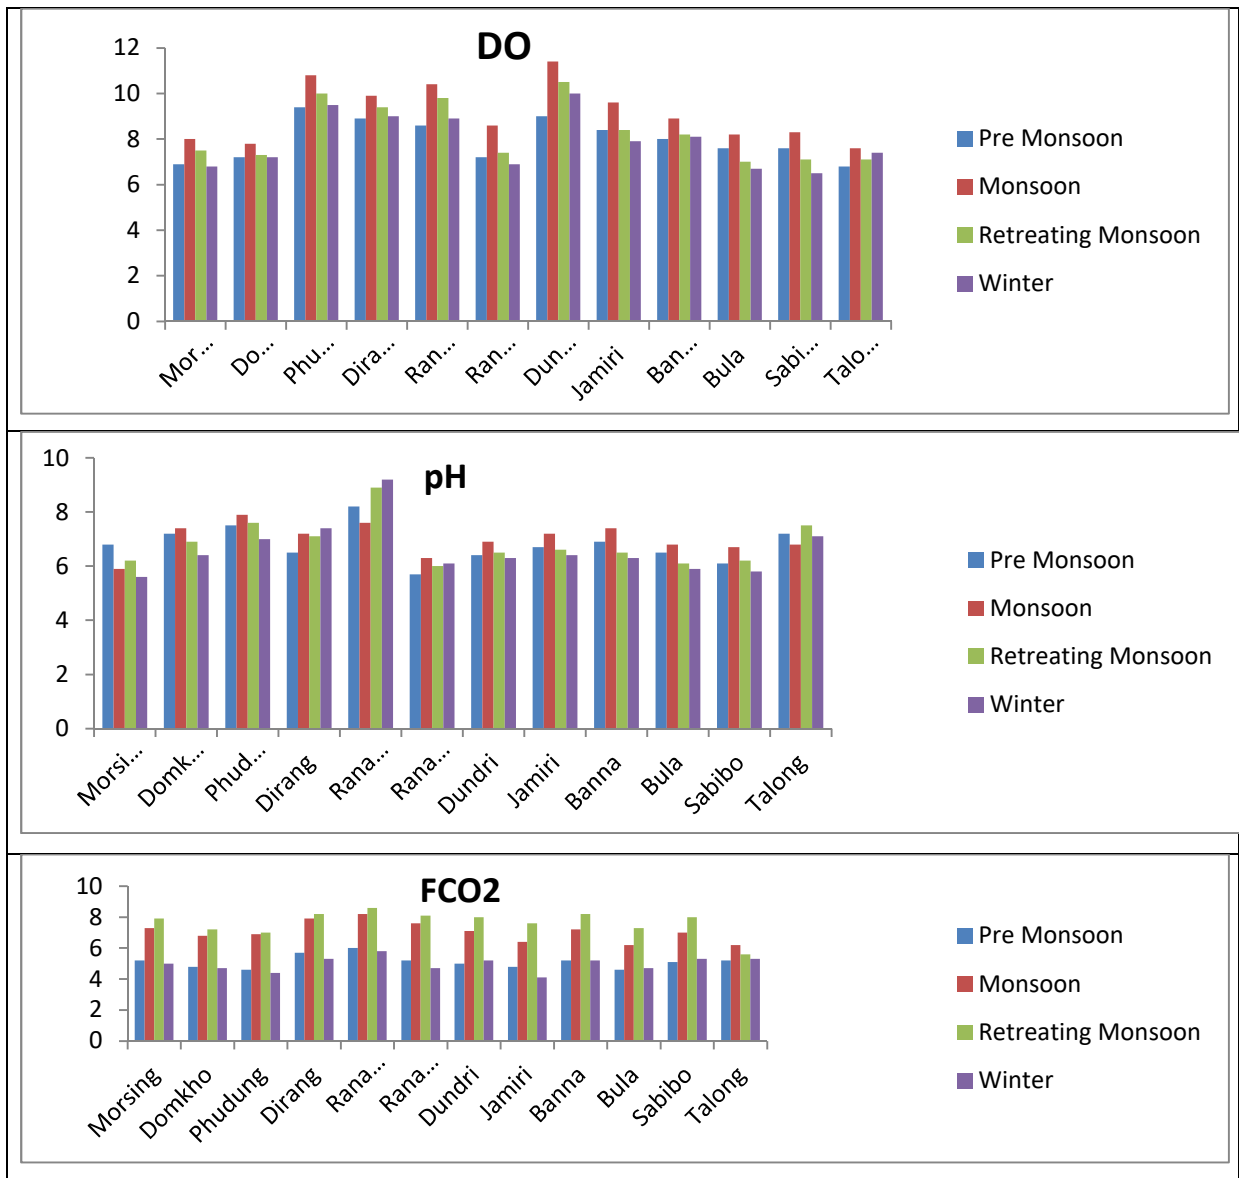 DO
12
10
8
6
4
2
0
Mor...
Do...
Phu...
Dira...
Ran...
Ran...
Dun...
Jamiri
Ban...
Bula
Sabi...
Talo...
Pre Monsoon
Monsoon
Retreating Monsoon
Winter
pH
10
8
6
4
2
0
Morsi...
Domk...
Phud...
Dirang
Rana...
Rana...
Dundri
Jamiri
Banna
Bula
Sabibo
Talong
Pre Monsoon
Monsoon
Retreating Monsoon
Winter
FCO2
10
8
6
4
2
0
Morsing
Domkho
Phudung
Dirang
Rana...
Rana...
Dundri
Jamiri
Banna
Bula
Sabibo
Talong
Pre Monsoon
Monsoon
Retreating Monsoon
Winter